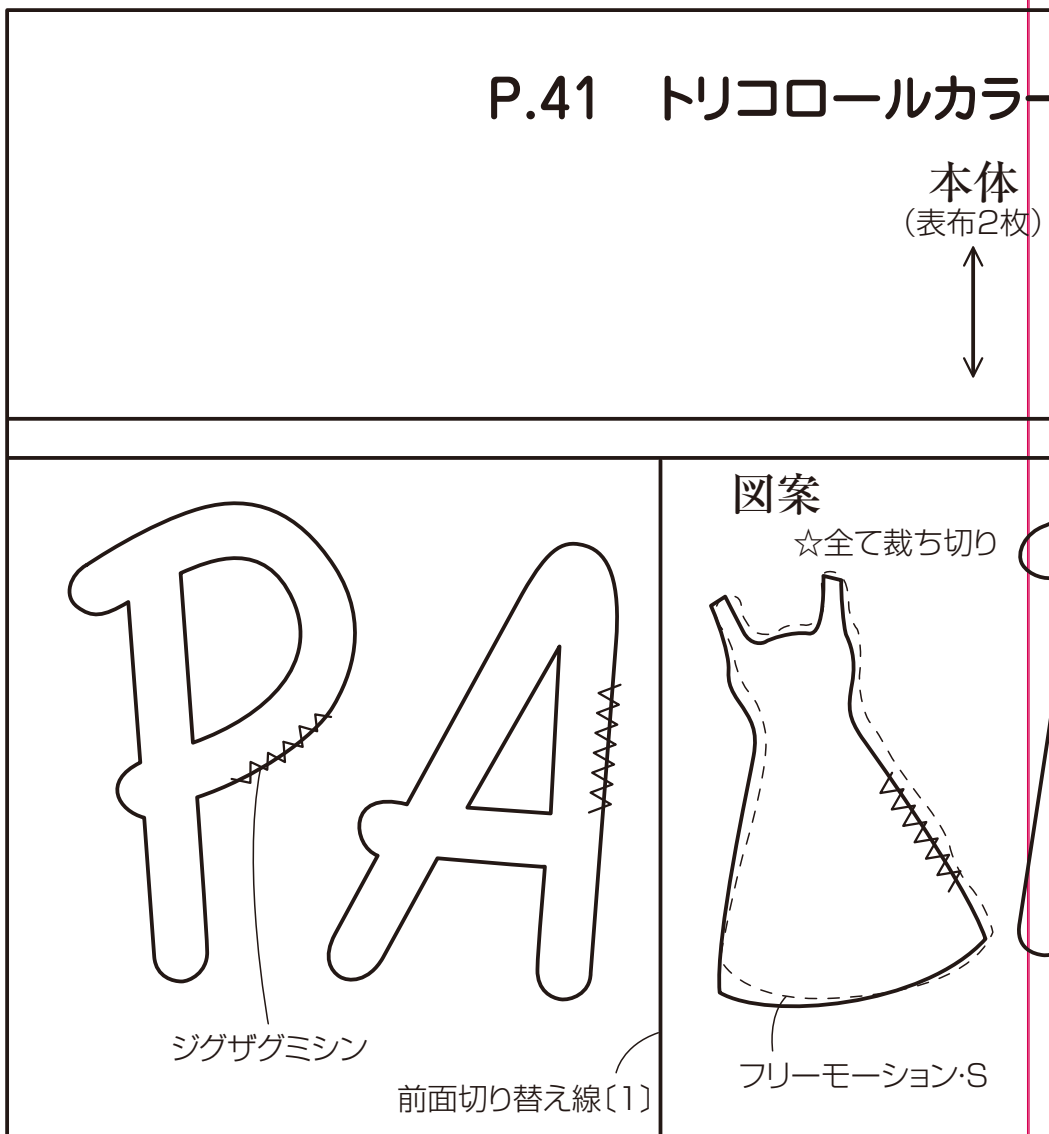 P.41 トリコロールカラー
本体
(表布2枚)
図案
☆全て裁ち切り
PA
ジグザグミシン
前面切り替え線〔1〕
フリーモーション・S